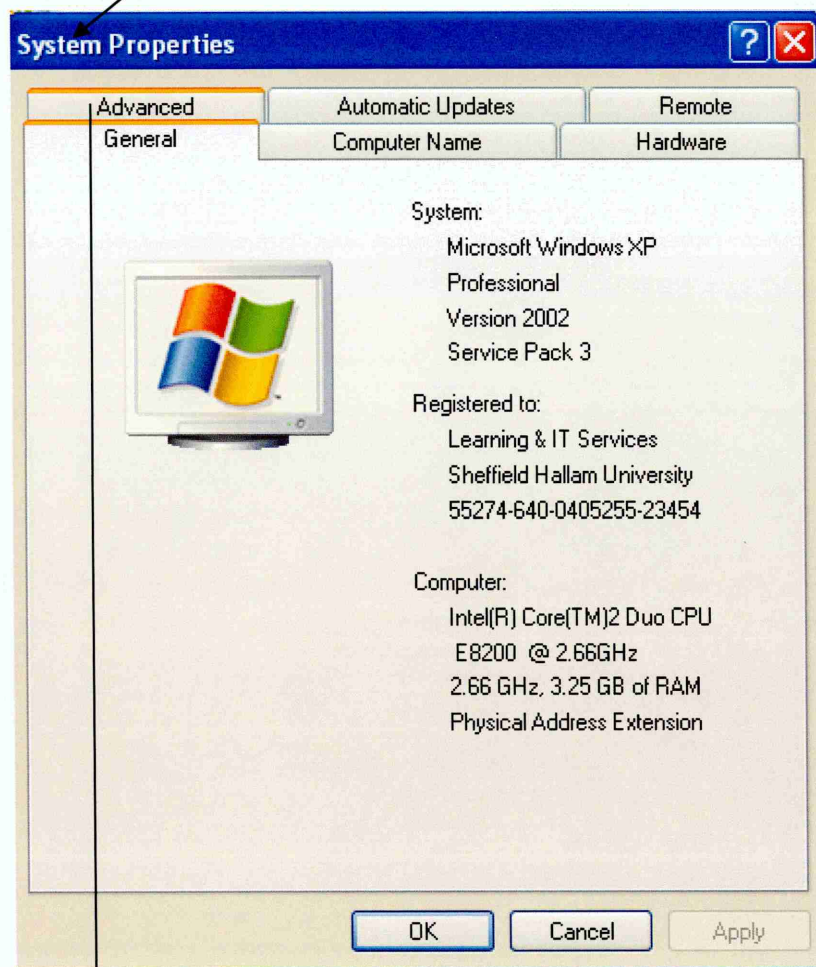 System Properties
Advanced Automatic Updates Remote
General Computer Name Hardware
System:
Microsoft Windows XP
Professional
Version 2002
Service Pack 3
Registered to:
Learning & IT Services
Sheffield Hallam University
55274-640-0405255-23454
Computer:
Intel(R) Core(TM)2 Duo CPU
E8200 @ 2.66GHz
2.66 GHz, 3.25 GB of RAM
Physical Address Extension
OK Cancel Apply